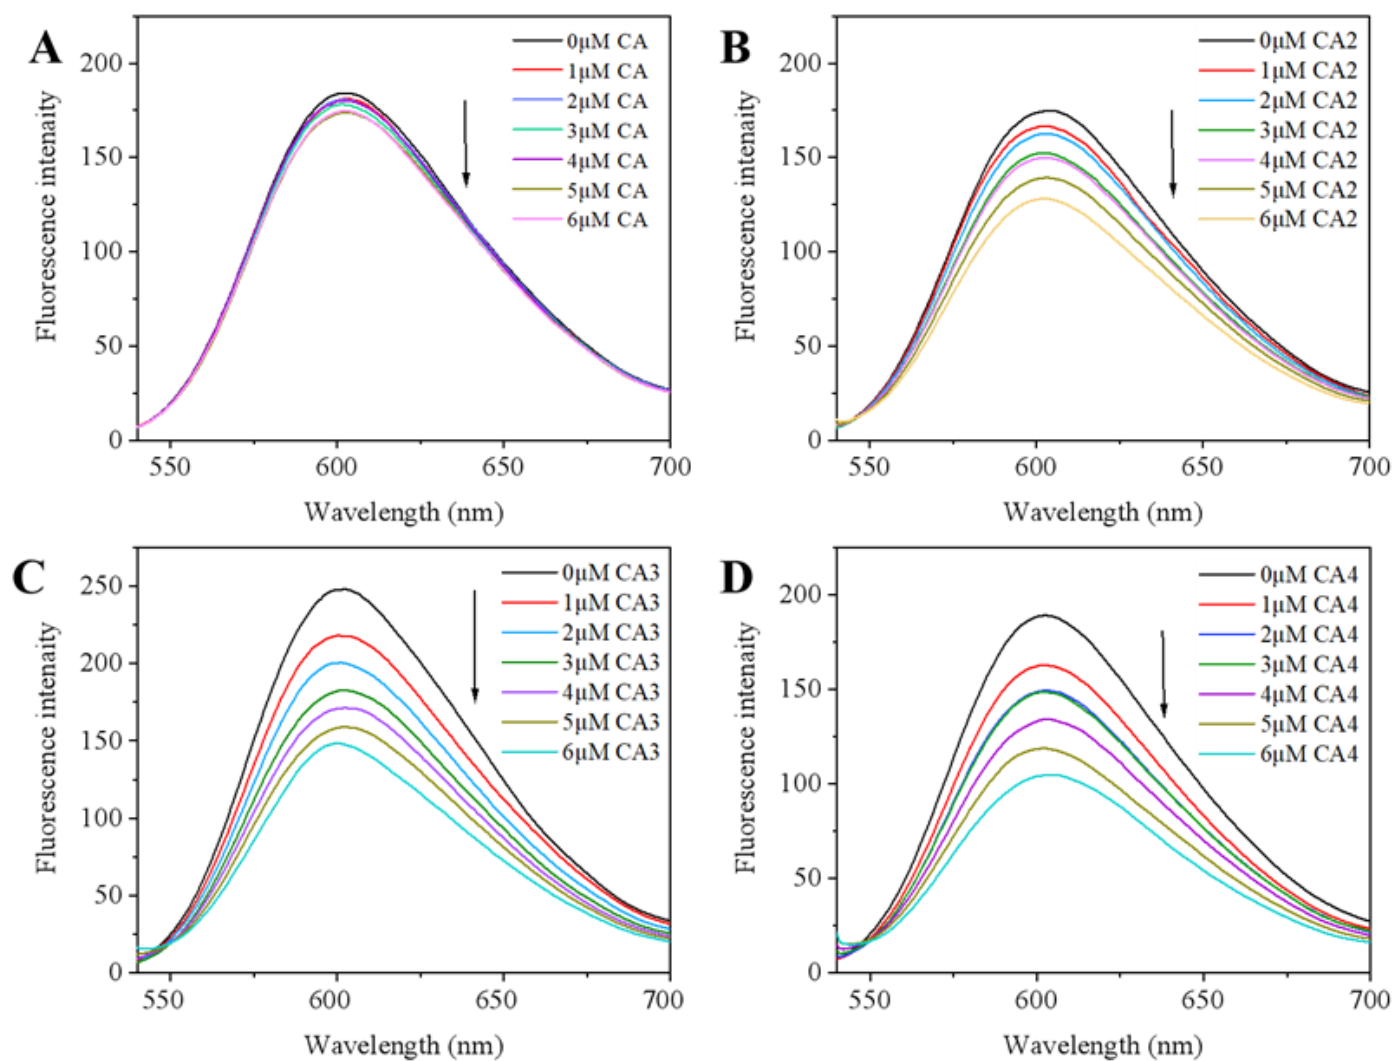 A
Fluorescence intenaity
200
150
100
50
0
0μM CA
1μM CA
2μM CA
3μM CA
4μM CA
5μM CA
6μM CA
550
600
650
700
Wavelength (nm)
B
Fluorescence intenaity
200
150
100
50
0
0μM CA2
1μM CA2
2μM CA2
3μM CA2
4μM CA2
5μM CA2
6μM CA2
550
600
650
700
Wavelength (nm)
C
Fluorescence intenaity
250
200
150
100
50
0
0μM CA3
1μM CA3
2μM CA3
3μM CA3
4μM CA3
5μM CA3
6μM CA3
550
600
650
700
Wavelength (nm)
D
Fluorescence intenaity
200
150
100
50
0
0μM CA4
1μM CA4
2μM CA4
3μM CA4
4μM CA4
5μM CA4
6μM CA4
550
600
650
700
Wavelength (nm)